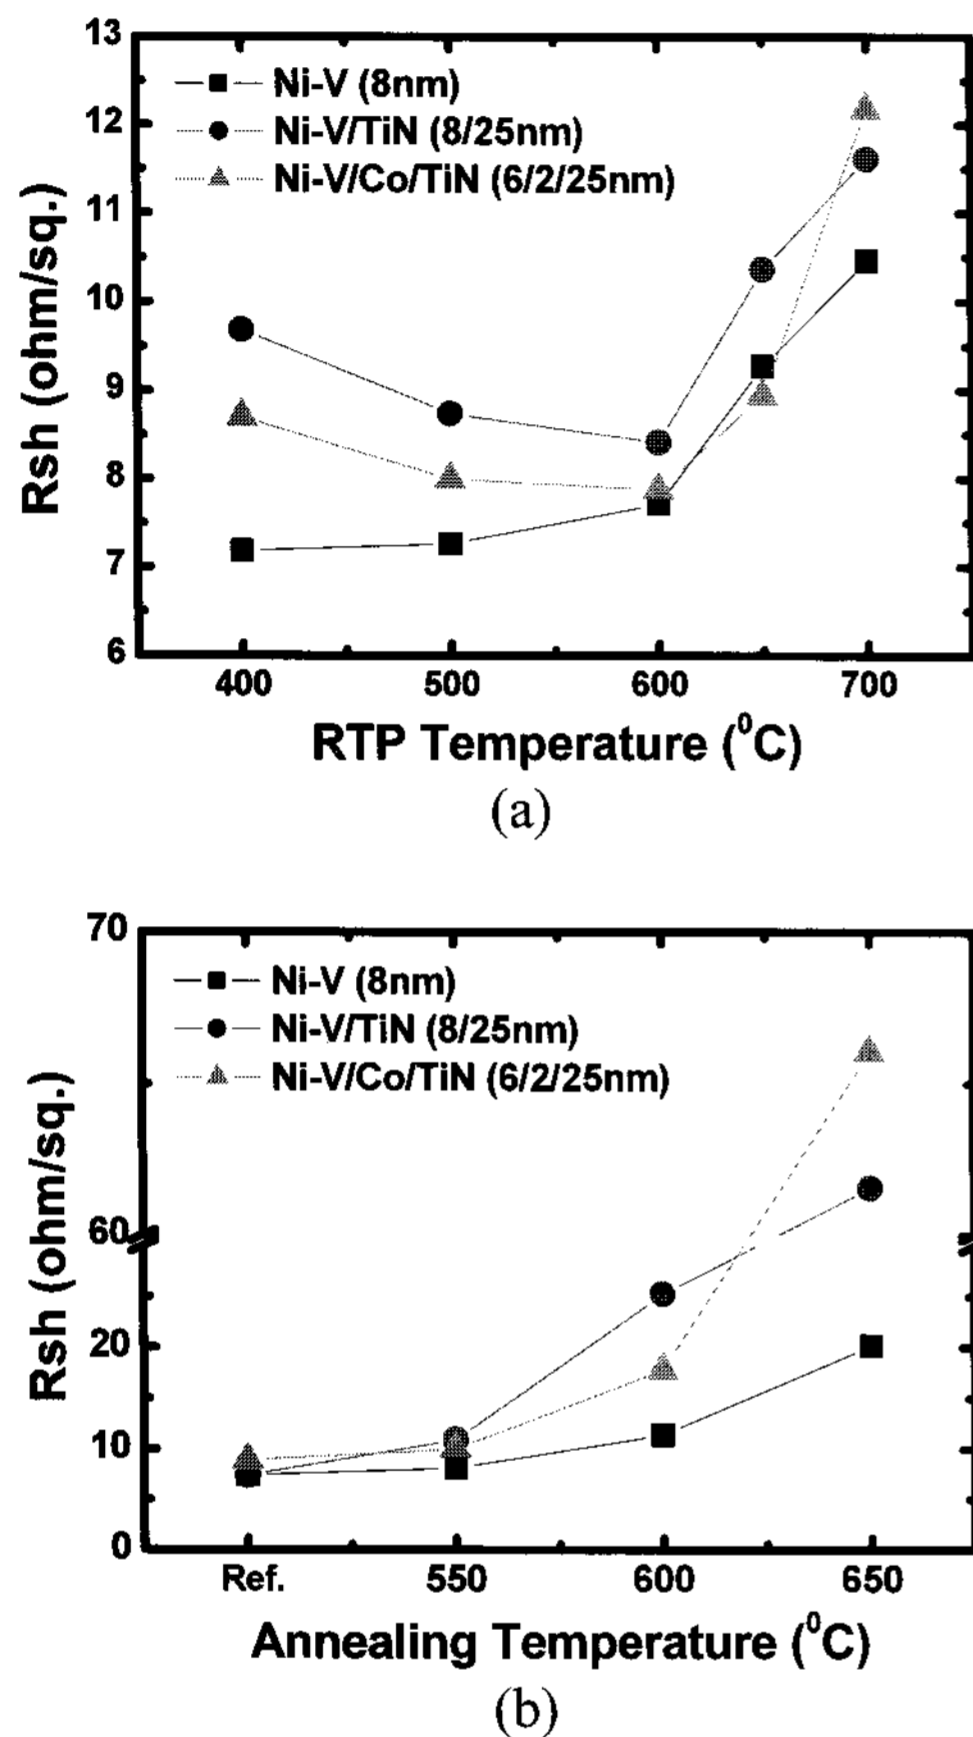 13
12
11
10
9
8
7
6
Rsh (ohm/sq.)
Ni-V (8nm)
Ni-V/TiN (8/25nm)
Ni-V/Co/TiN (6/2/25nm)
400 500 600 700
RTP Temperature (⁰C)
(a)
70
60
20
10
0
Rsh (ohm/sq.)
Ni-V (8nm)
Ni-V/TiN (8/25nm)
Ni-V/Co/TiN (6/2/25nm)
Ref. 550 600 650
Annealing Temperature (⁰C)
(b)